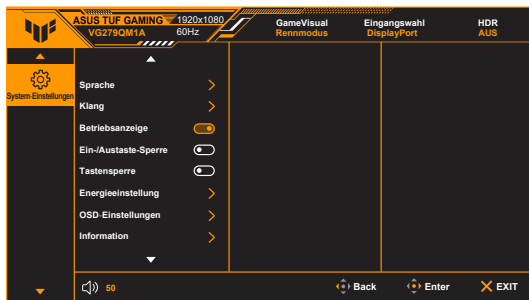 ASUS TUF GAMING 1920x1080
VG279QM1A 60Hz
GameVisual
Rennmodus
Eingangswahl
DisplayPort
HDR
AUS
System-Einstellungen
Sprache
Klang
Betriebsanzeige
Ein-/Austaste-Sperre
Tastensperre
Energieeinstellung
OSD-Einstellungen
Information
50
Back
Enter
EXIT